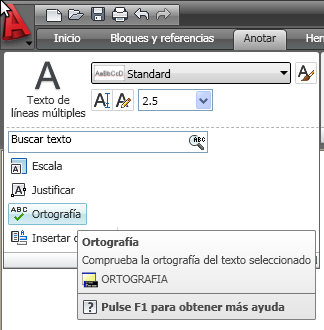 Inicio Bloques y referencias Anotar
A
Texto de
líneas múltiples
AaBbCcD Standard
2.5
Buscar texto
ABC
Escala
Justificar
ABC Ortografía
Insertar
Ortografía
Comprueba la ortografía del texto seleccionado
ORTOGRAFIA
Pulse F1 para obtener más ayuda